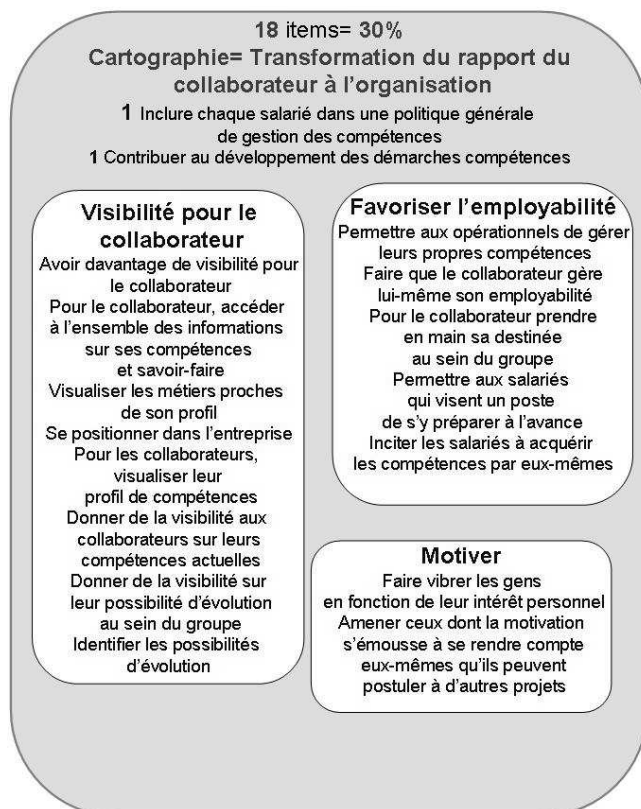 18 items= 30%
Cartographie= Transformation du rapport du
collaborateur à l'organisation
1 Inclure chaque salarié dans une politique générale
de gestion des compétences
1 Contribuer au développement des démarches compétences
Visibilité pour le
collaborateur
Avoir davantage de visibilité pour
le collaborateur
Pour le collaborateur, accéder
à l'ensemble des informations
sur ses compétences
et savoir-faire
Visualiser les métiers proches
de son profil
Se positionner dans l'entreprise
Pour les collaborateurs,
visualiser leur
profil de compétences
Donner de la visibilité aux
collaborateurs sur leurs
compétences actuelles
Donner de la visibilité sur
leur possibilité d'évolution
au sein du groupe
Identifier les possibilités
d'évolution
Favoriser l'employabilité
Permettre aux opérationnels de gérer
leurs propres compétences
Faire que le collaborateur gère
lui-même son employabilité
Pour le collaborateur prendre
en main sa destinée
au sein du groupe
Permettre aux salariés
qui visent un poste
de s'y préparer à l'avance
Inciter les salariés à acquérir
les compétences par eux-mêmes
Motiver
Faire vibrer les gens
en fonction de leur intérêt personnel
Amener ceux dont la motivation
s'émousse à se rendre compte
eux-mêmes qu'ils peuvent
postuler à d'autres projets